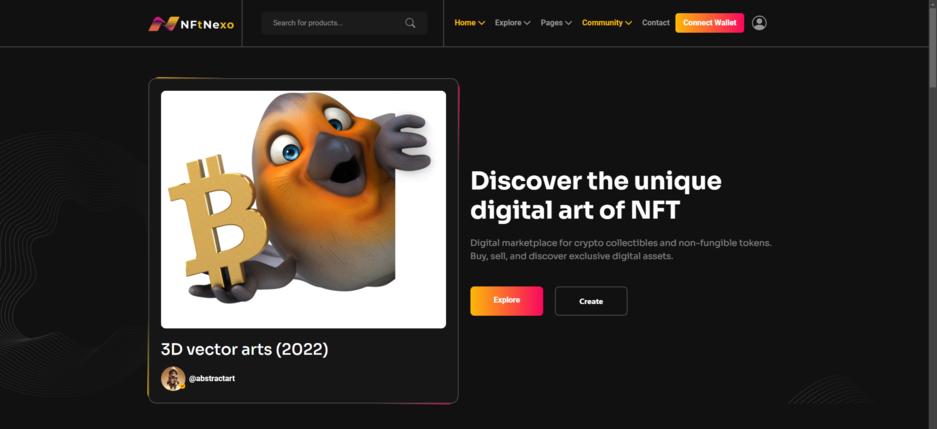 NFtNexo
Search for products...
Home
Explore
Pages
Community
Contact
Connect Wallet
Discover the unique
digital art of NFT
Digital marketplace for crypto collectibles and non-fungible tokens.
Buy, sell, and discover exclusive digital assets.
Explore
Create
3D vector arts (2022)
@abstractart